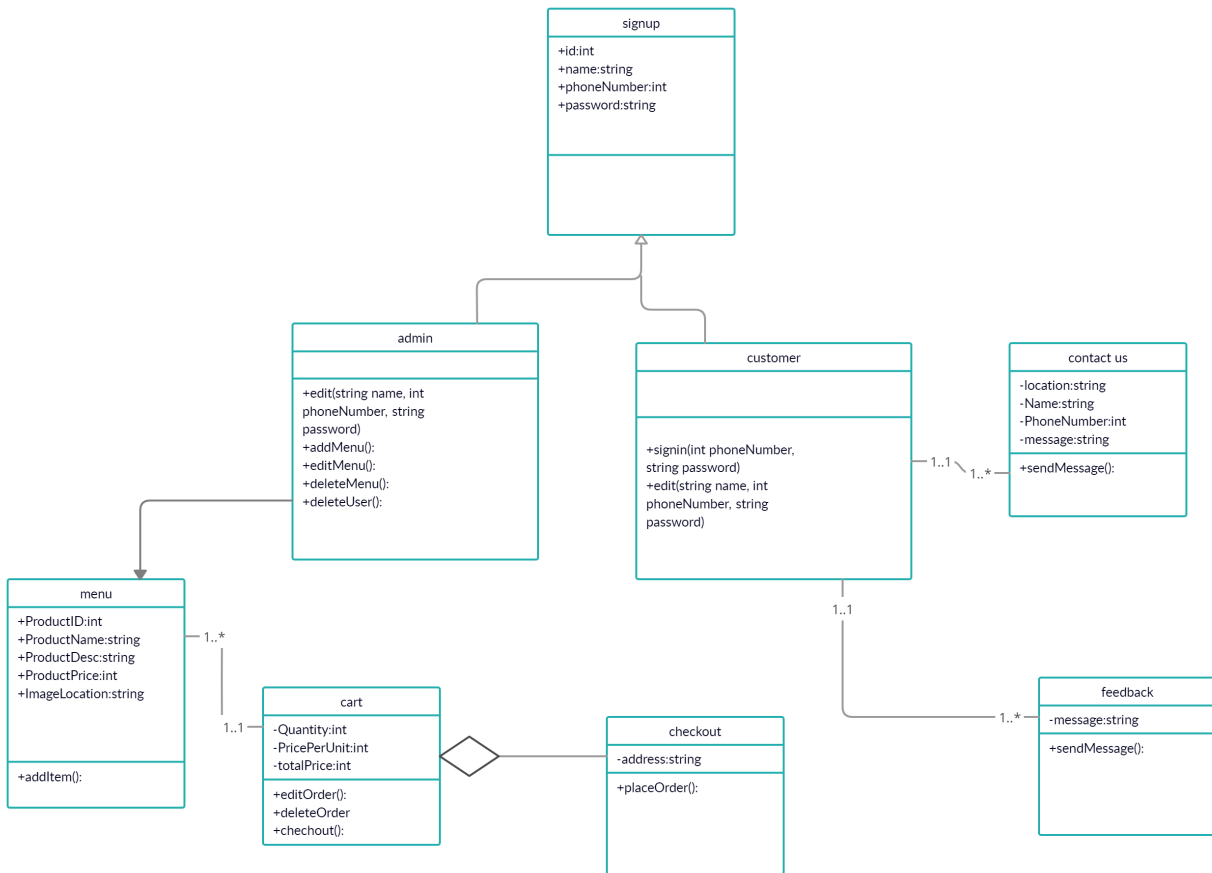 signup
+id:int
+name:string
+phoneNumber:int
+password:string
admin
+edit(string name, int
phoneNumber, string
password)
+addMenu():
+editMenu():
+deleteMenu():
+deleteUser():
customer
+signin(int phoneNumber,
string password)
+edit(string name, int
phoneNumber, string
password)
contact us
-location:string
-Name:string
-PhoneNumber:int
-message:string
+sendMessage():
1..1
1..*
menu
+ProductID:int
+ProductName:string
+ProductDesc:string
+ProductPrice:int
+ImageLocation:string
+addItem():
1..*
1..1
cart
-Quantity:int
-PricePerUnit:int
-totalPrice:int
+editOrder():
+deleteOrder
+chechout():
checkout
-address:string
+placeOrder():
1..1
1..*
feedback
-message:string
+sendMessage():